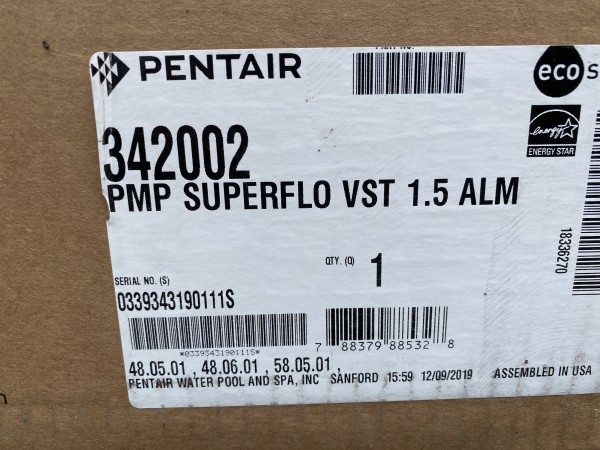 PENTAIR
eco
342002
PMP SUPERFLO VST 1.5 ALM
energy
ENERGY STAR
18336270
QTY. (Q) 1
SERIAL NO. (S)
0339343190111S
*0339343190111S*
7 88379 88532 8
48.05.01 , 48.06.01 , 58.05.01 ,
PENTAIR WATER POOL AND SPA, INC SANFORD 15:59 12/09/2019 ASSEMBLED IN USA